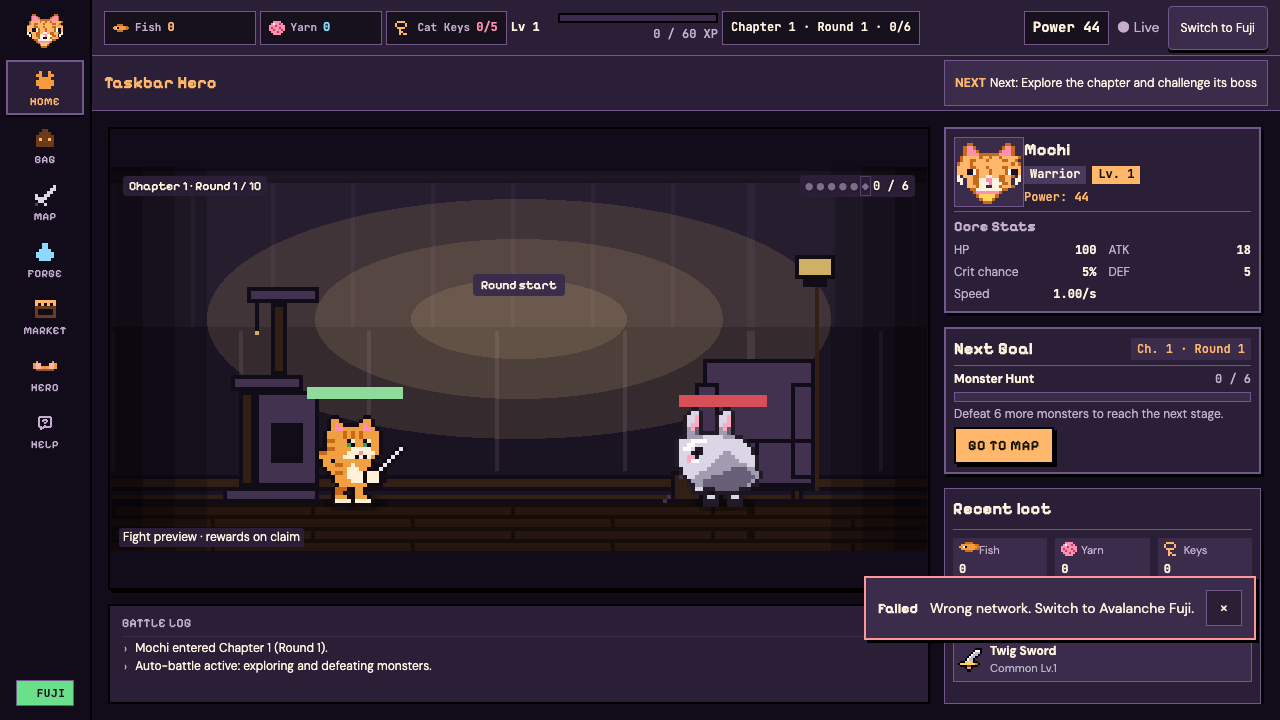 Fish 0
Yarn 0
Cat Keys 0/5
Lv 1
0 / 60 XP
Chapter 1 · Round 1 · 0/6
Power 44
Live
Switch to Fuji
HOME
BAG
MAP
FORGE
MARKET
HERO
HELP
FUJI
Taskbar Hero
NEXT Next: Explore the chapter and challenge its boss
Chapter 1 · Round 1 / 10
0 / 6
Round start
Fight preview · rewards on claim
BATTLE LOG
› Mochi entered Chapter 1 (Round 1).
› Auto-battle active: exploring and defeating monsters.
Mochi
Warrior Lv. 1
Power: 44
Core Stats
HP 100 ATK 18
Crit chance 5% DEF 5
Speed 1.00/s
Next Goal Ch. 1 · Round 1
Monster Hunt 0 / 6
Defeat 6 more monsters to reach the next stage.
GO TO MAP
Recent loot
Fish Yarn Keys
0 0 0
Failed Wrong network. Switch to Avalanche Fuji. ×
Twig Sword
Common Lv.1